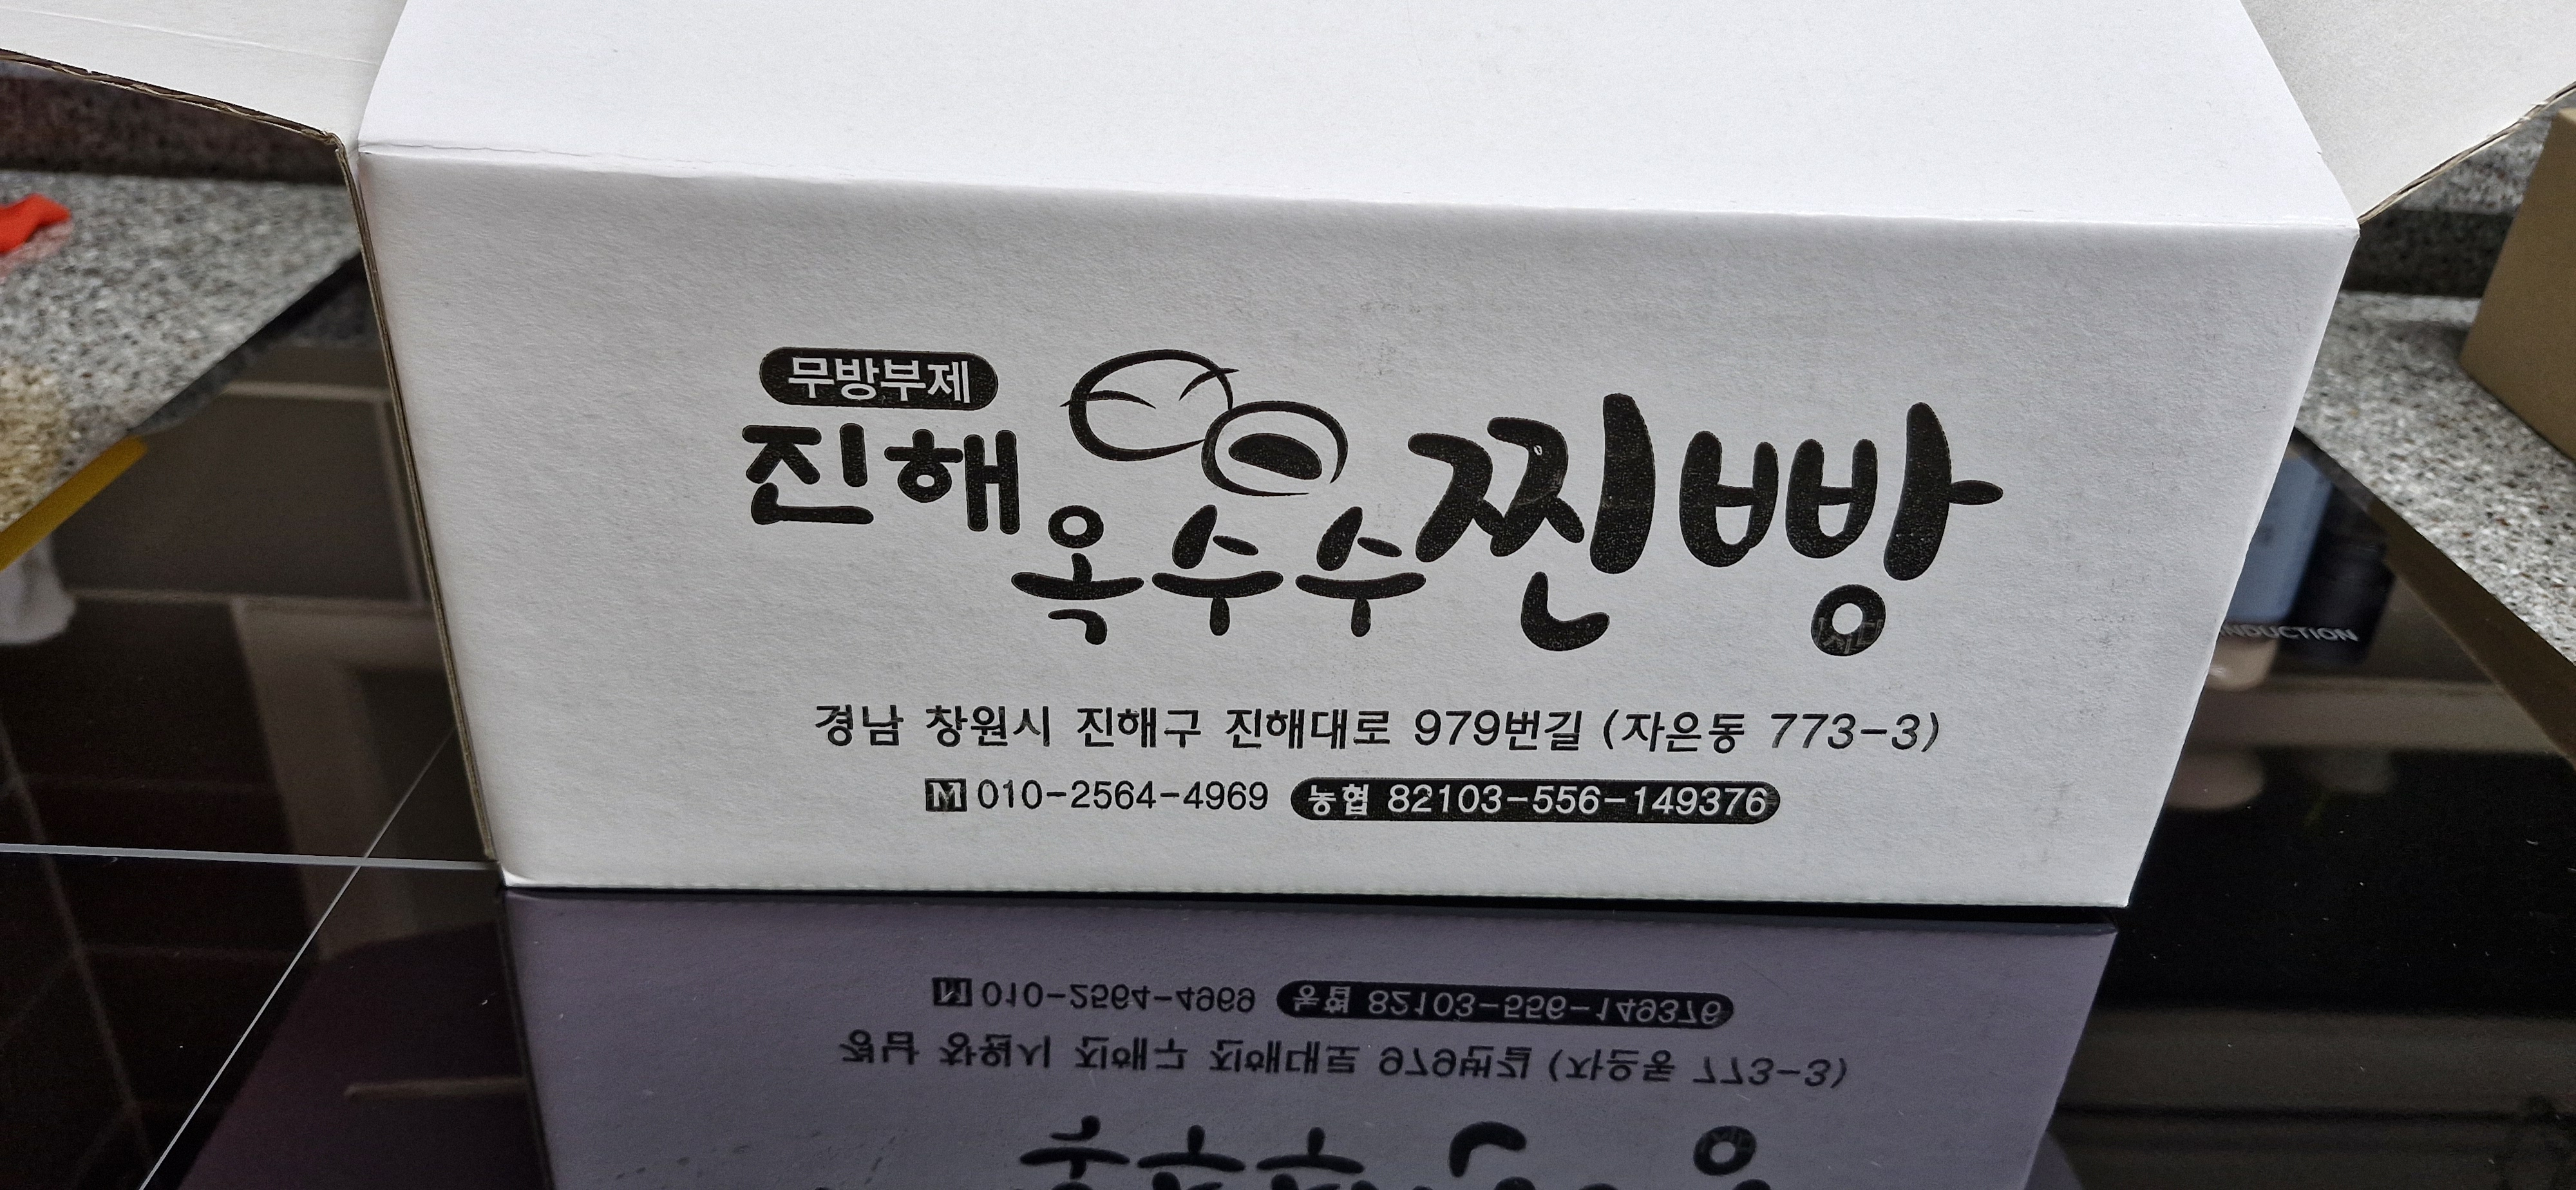 무방부제
진해 옥수수 찐빵
경남 창원시 진해구 진해대로 979번길 (자은동 773-3)
M 010-2564-4969 농협 82103-556-149376
INDUCTION